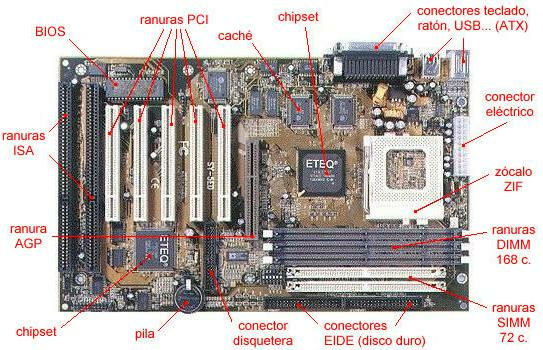 BIOS
ranuras PCI
chipset
caché
conectores teclado,
ratón, USB... (ATX)
conector
eléctrico
ranuras
ISA
zócalo
ZIF
ranura
AGP
ranuras
DIMM
168 c.
ranuras
SIMM
72 c.
chipset
pila
conector
disquetera
conectores
EIDE (disco duro)
ETEQ
ETEQ